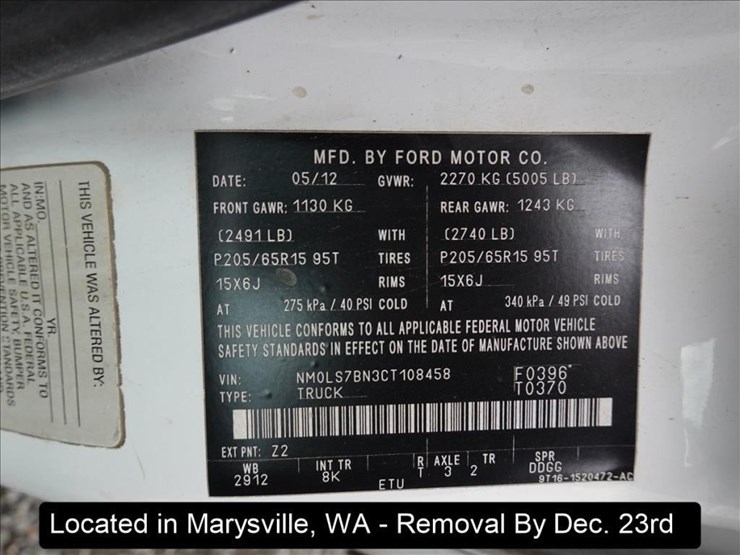 MFD. BY FORD MOTOR CO.
DATE: 05/12 GVWR: 2270 KG (5005 LB)
FRONT GAWR: 1130 KG REAR GAWR: 1243 KG
(2491 LB) WITH (2740 LB) WITH
P205/65R15 95T TIRES P205/65R15 95T TIRES
15X6J RIMS 15X6J RIMS
AT 275 kPa / 40 PSI COLD AT 340 kPa / 49 PSI COLD
THIS VEHICLE CONFORMS TO ALL APPLICABLE FEDERAL MOTOR VEHICLE
SAFETY STANDARDS IN EFFECT ON THE DATE OF MANUFACTURE SHOWN ABOVE
VIN: NM0LS7BN3CT108458 F0396
TYPE: TRUCK T0370
EXT PNT: Z2
WB INT TR R AXLE TR SPR
2912 8K T 3 2 DDGG
ETU 9T16-1520472-AC
THIS VEHICLE WAS ALTERED BY:
IN:MO. YR.
AND AS ALTERED IT CONFORMS TO
ALL APPLICABLE U.S.A FEDERAL
MOTOR VEHICLE SAFETY BUMPER
STANDARDS
Located in Marysville, WA - Removal By Dec. 23rd